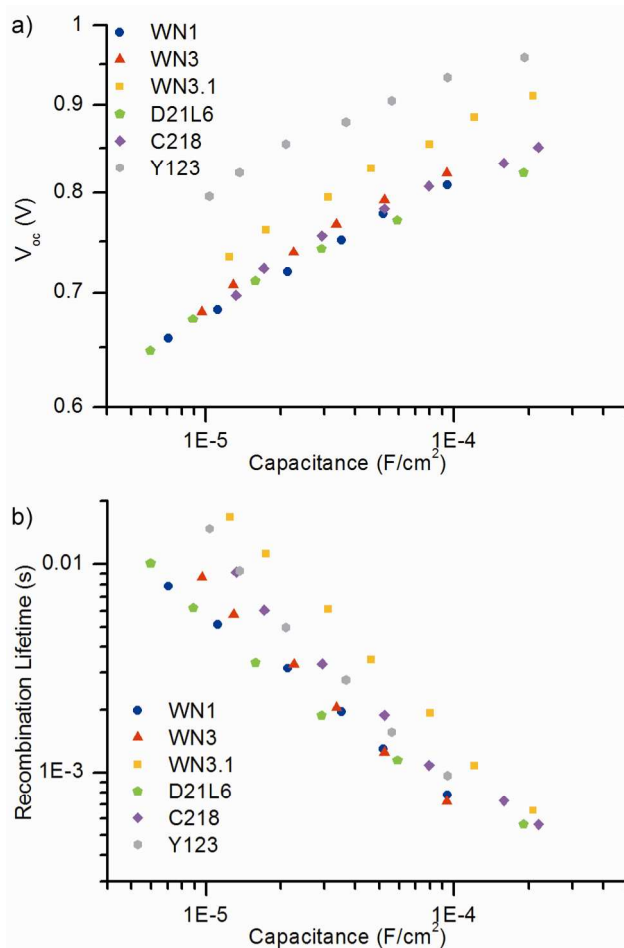 a)
WN1
WN3
WN3.1
D21L6
C218
Y123
1
0.9
0.8
0.7
0.6
V_oc (V)
1E-5 1E-4
Capacitance (F/cm²)
b)
0.01
1E-3
Recombination Lifetime (s)
WN1
WN3
WN3.1
D21L6
C218
Y123
1E-5 1E-4
Capacitance (F/cm²)